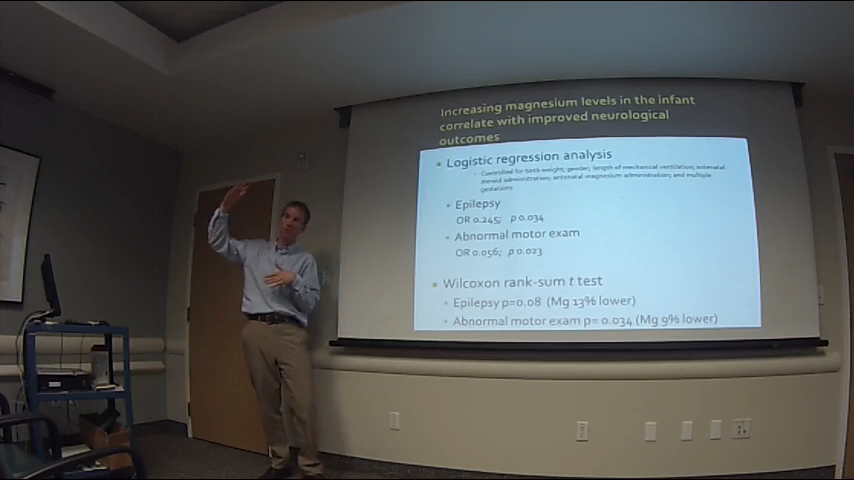 Increasing magnesium levels in the infant
correlate with improved neurological
outcomes
Logistic regression analysis
Controlled for birth weight; gender; length of mechanical ventilation; antenatal
steroid administration; antenatal magnesium administration; and multiple
gestations
Epilepsy
OR 0.245; p 0.034
Abnormal motor exam
OR 0.056; p 0.023
Wilcoxon rank-sum t test
Epilepsy p=0.08 (Mg 13% lower)
Abnormal motor exam p= 0.034 (Mg 9% lower)